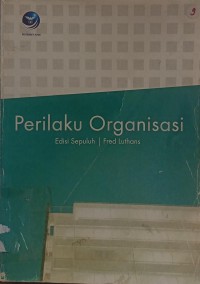 Perilaku Organisasi
Edisi Sepuluh | Fred Luthans